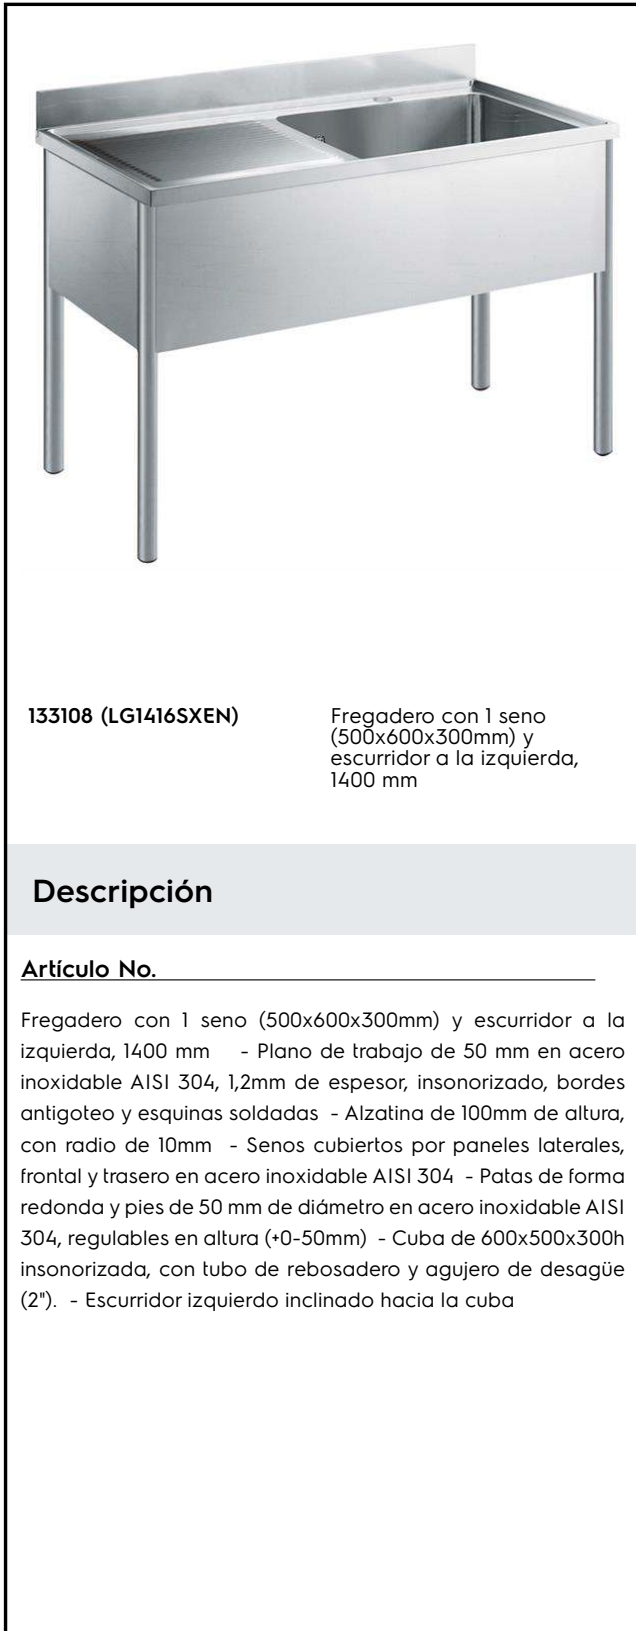 133108 (LG1416SXEN)
Fregadero con 1 seno
(500x600x300mm) y
escurridor a la izquierda,
1400 mm
Descripción
Artículo No.
Fregadero con 1 seno (500x600x300mm) y escurridor a la
izquierda, 1400 mm - Plano de trabajo de 50 mm en acero
inoxidable AISI 304, 1,2mm de espesor, insonorizado, bordes
antigoteo y esquinas soldadas - Alzatina de 100mm de altura,
con radio de 10mm - Senos cubiertos por paneles laterales,
frontal y trasero en acero inoxidable AISI 304 - Patas de forma
redonda y pies de 50 mm de diámetro en acero inoxidable AISI
304, regulables en altura (+0-50mm) - Cuba de 600x500x300h
insonorizada, con tubo de rebosadero y agujero de desagüe
(2"). - Escurridor izquierdo inclinado hacia la cuba